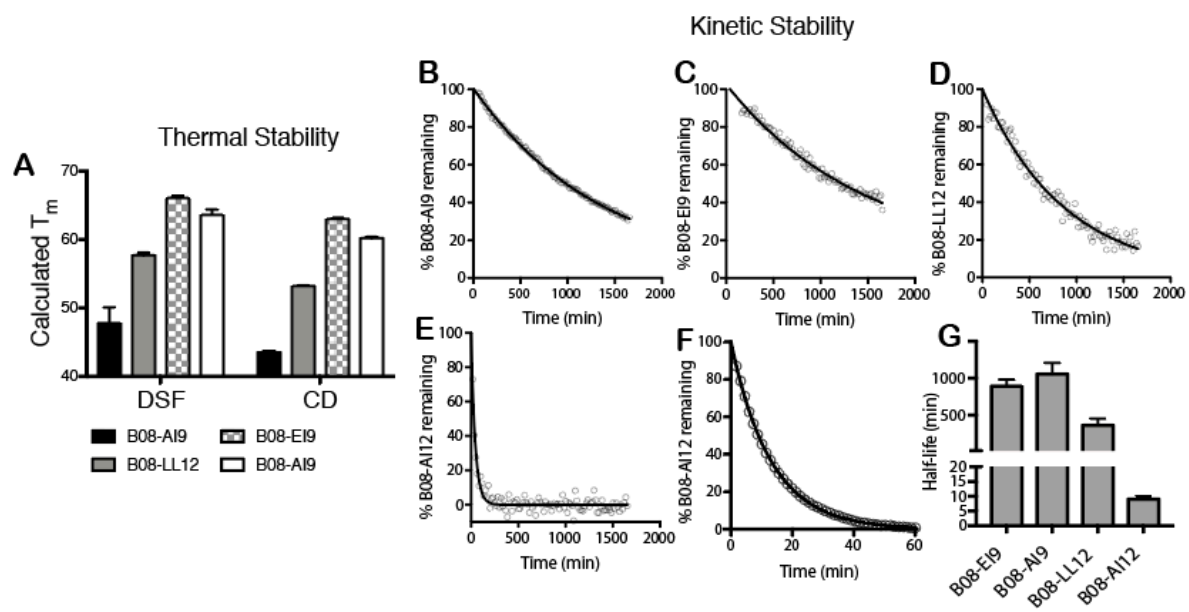 Kinetic Stability
Thermal Stability
A
Calculated Tm
70
60
50
40
DSF
CD
B08-AI9
B08-EI9
B08-LL12
B08-AI9
B
% B08-AI9 remaining
100
80
60
40
20
0
0
500
1000
1500
2000
Time (min)
C
% B08-EI9 remaining
100
80
60
40
20
0
0
500
1000
1500
2000
Time (min)
D
% B08-LL12 remaining
100
80
60
40
20
0
0
500
1000
1500
2000
Time (min)
E
% B08-AI12 remaining
100
80
60
40
20
0
0
500
1000
1500
2000
Time (min)
F
% B08-AI12 remaining
100
80
60
40
20
0
0
20
40
60
Time (min)
G
Half-life (min)
1000
500
20
15
10
5
0
B08-EI9
B08-AI9
B08-LL12
B08-AI12